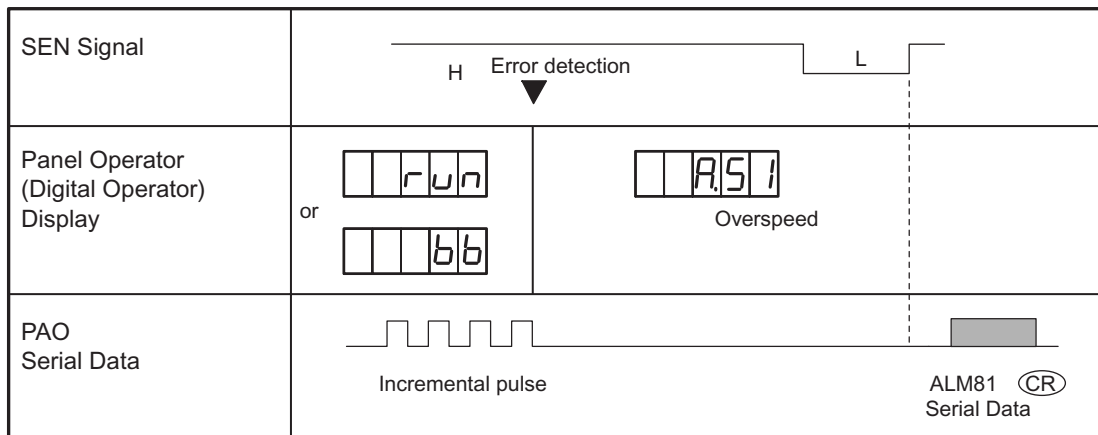 SEN Signal
H
Error detection
L
Panel Operator
(Digital Operator)
Display
or
run
bb
A.51
Overspeed
PAO
Serial Data
Incremental pulse
ALM81 CR
Serial Data